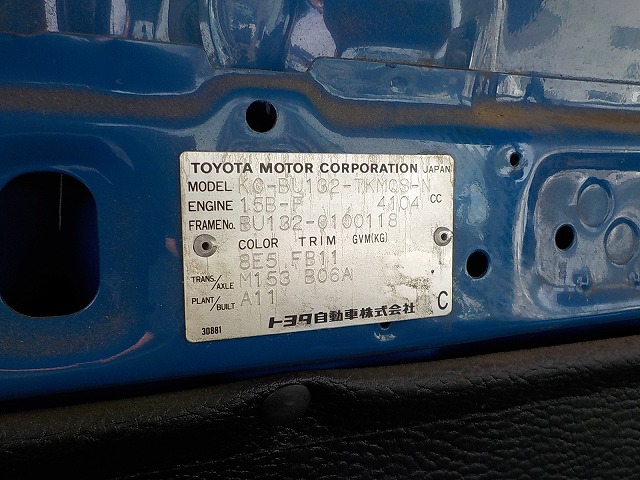 TOYOTA MOTOR CORPORATION JAPAN
MODEL KC-BU132-TKMQS-N
ENGINE 15B-F 4104 CC
FRAME No. BU132-0100118
COLOR TRIM GVM(KG)
8E5 FB11
TRANS./AXLE M153 B06A
PLANT/BUILT A11
トヨタ自動車株式会社 C
30881